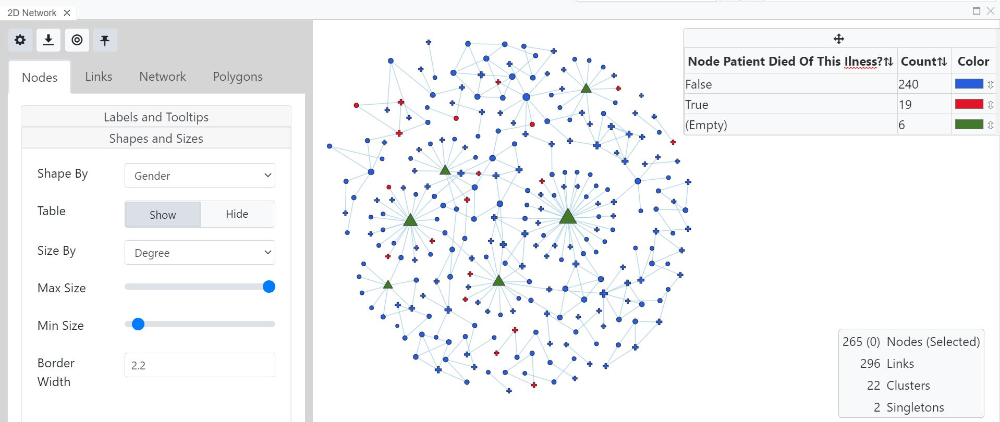 2D Network
Nodes Links Network Polygons
Labels and Tooltips
Shapes and Sizes
Shape By Gender
Table Show Hide
Size By Degree
Max Size
Min Size
Border Width 2.2
Node Patient Died Of This Ilness? Count Color
False 240
True 19
(Empty) 6
265 (0) Nodes (Selected)
296 Links
22 Clusters
2 Singletons